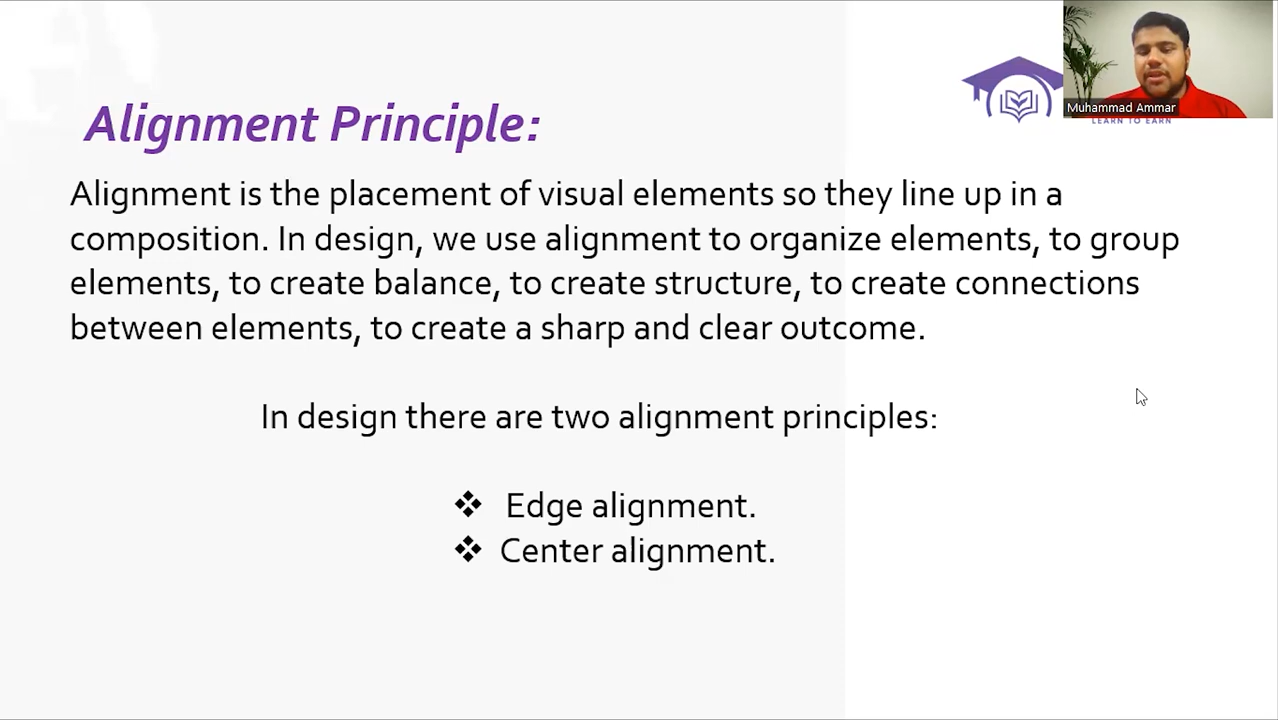 Muhammad Ammar
LEARN TO EARN
Alignment Principle:
Alignment is the placement of visual elements so they line up in a
composition. In design, we use alignment to organize elements, to group
elements, to create balance, to create structure, to create connections
between elements, to create a sharp and clear outcome.
In design there are two alignment principles:
❖ Edge alignment.
❖ Center alignment.